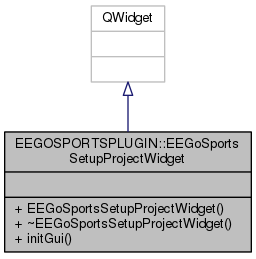 QWidget
EEGOSPORTSPLUGIN::EEGoSports
SetupProjectWidget
+ EEGoSportsSetupProjectWidget()
+ ~EEGoSportsSetupProjectWidget()
+ initGui()